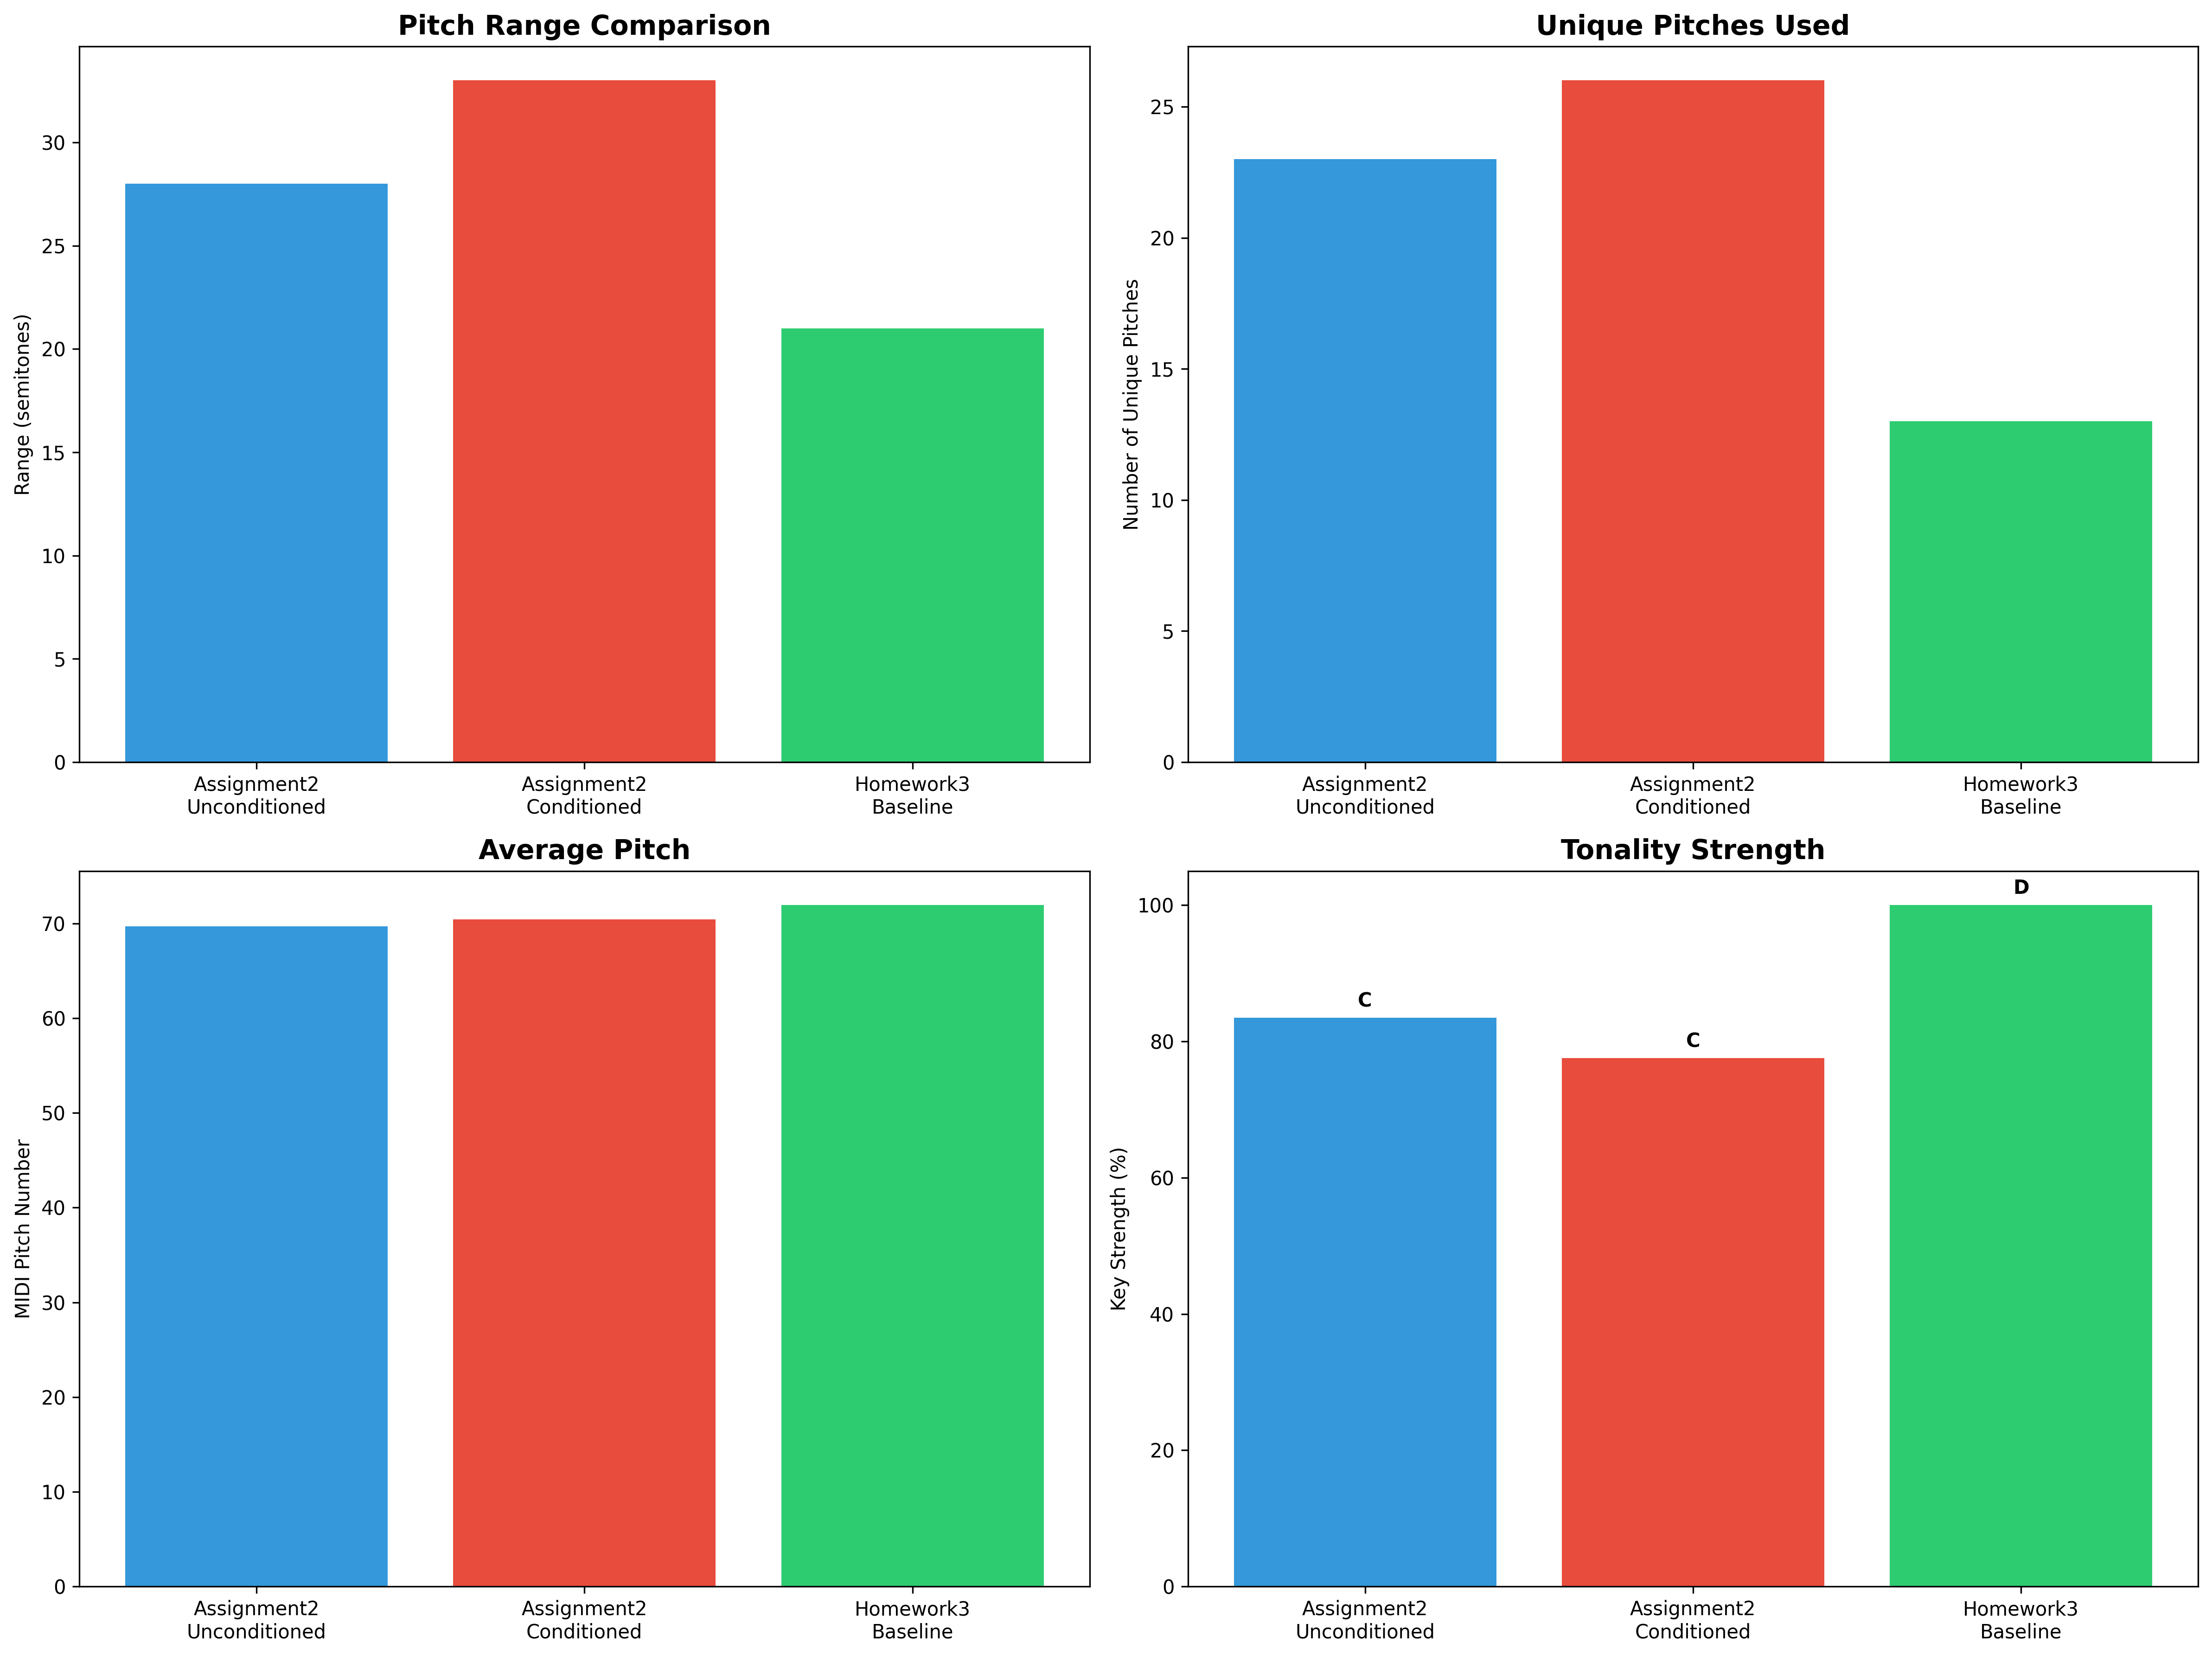 Pitch Range Comparison
Range (semitones)
30
25
20
15
10
5
0
Assignment2
Unconditioned
Assignment2
Conditioned
Homework3
Baseline
Unique Pitches Used
Number of Unique Pitches
25
20
15
10
5
0
Assignment2
Unconditioned
Assignment2
Conditioned
Homework3
Baseline
Average Pitch
MIDI Pitch Number
70
60
50
40
30
20
10
0
Assignment2
Unconditioned
Assignment2
Conditioned
Homework3
Baseline
Tonality Strength
Key Strength (%)
100
80
60
40
20
0
C
C
D
Assignment2
Unconditioned
Assignment2
Conditioned
Homework3
Baseline